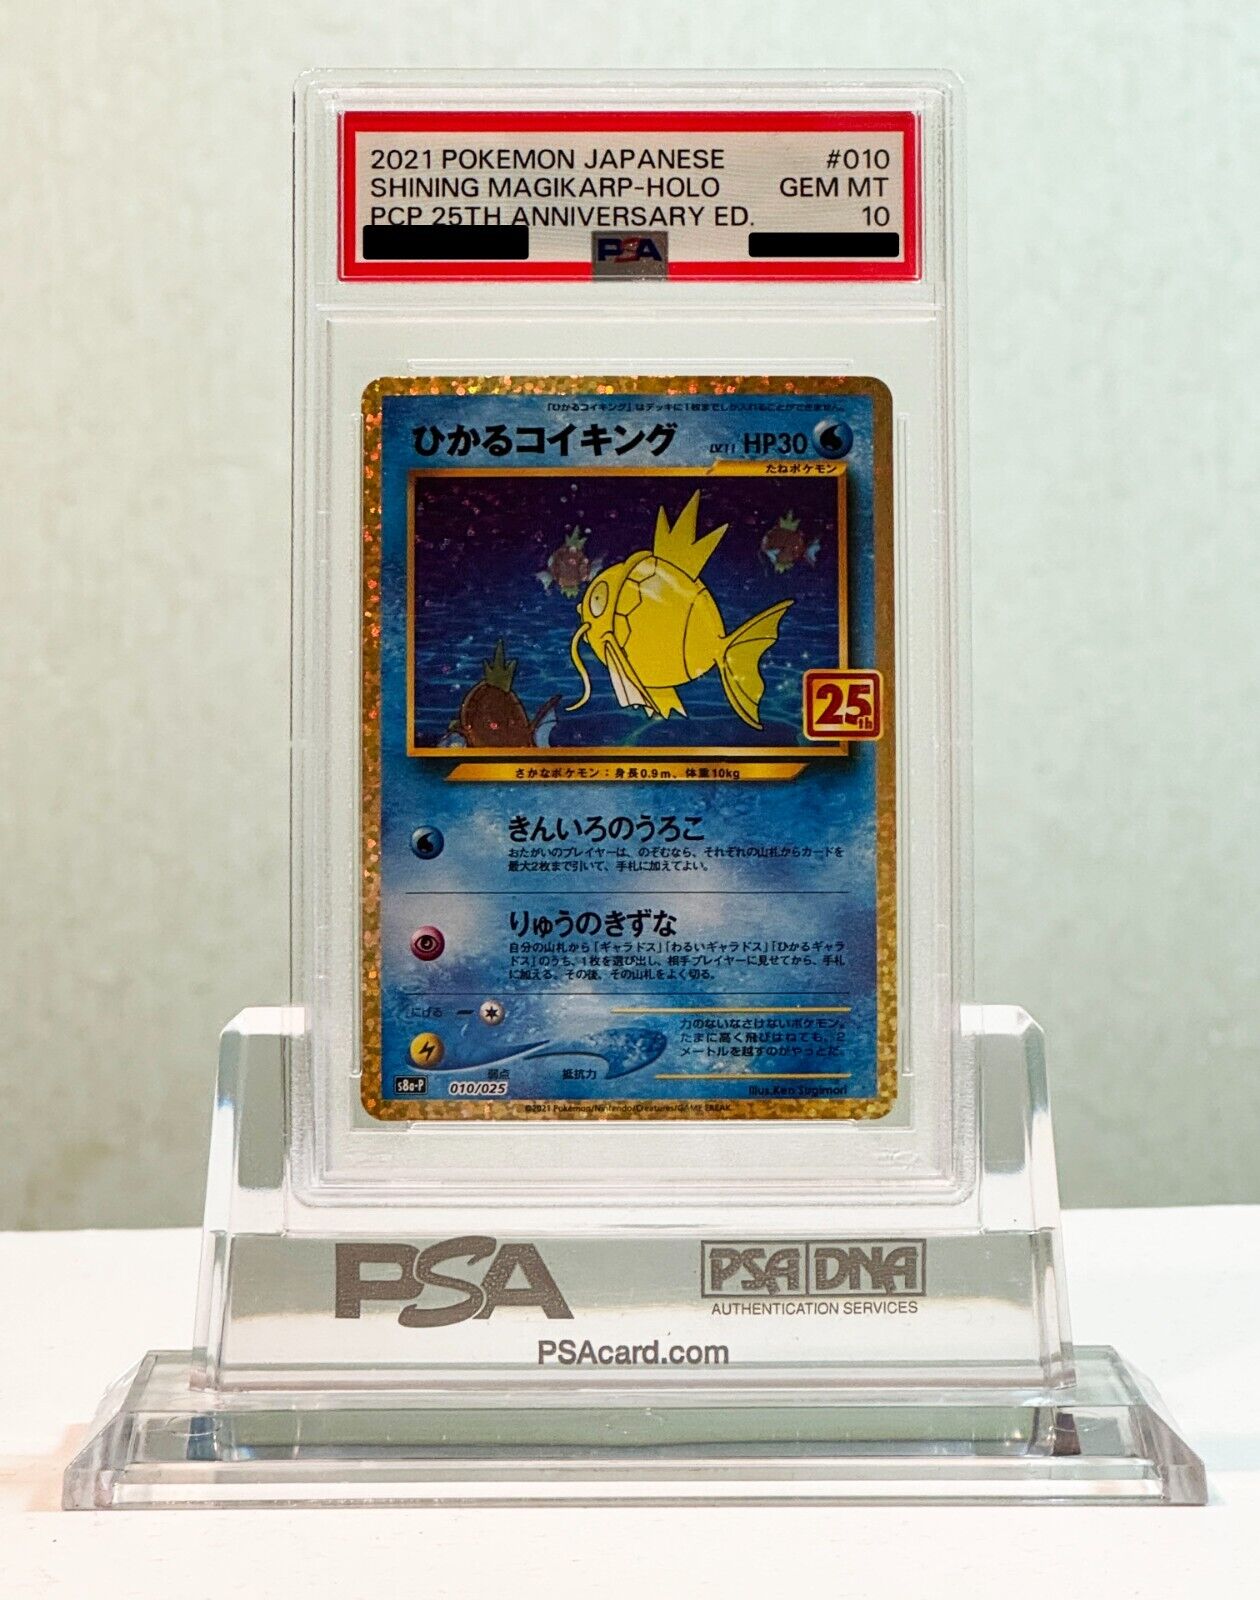 2021 POKEMON JAPANESE #010
SHINING MAGIKARP-HOLO GEM MT
PCP 25TH ANNIVERSARY ED. 10
PSA
「ひかるコイキング」はデッキに1枚までしか入れることができません。
ひかるコイキング LV.11 HP30
たねポケモン
25th
さかなポケモン：身長0.9m、体重10kg
きんいろのうろこ
おたがいのプレイヤーは、のぞむなら、それぞれの山札からカードを
最大2枚まで引いて、手札に加えてよい。
りゅうのきずな
自分の山札から「ギャラドス」「わるいギャラドス」「ひかるギャラ
ドス」のうち、1枚を選び出し、相手プレイヤーに見せてから、手札
に加える。その後、その山札をよく切る。
にげる
力のないなさけないポケモン。
たまに高く飛びはねても、2
メートルを越すのがやっとだ。
弱点 抵抗力
s8a-P 010/025 Illus.Ken Sugimori
©2021 Pokémon/Nintendo/Creatures/GAME FREAK.
PSA PSA DNA
AUTHENTICATION SERVICES
PSAcard.com